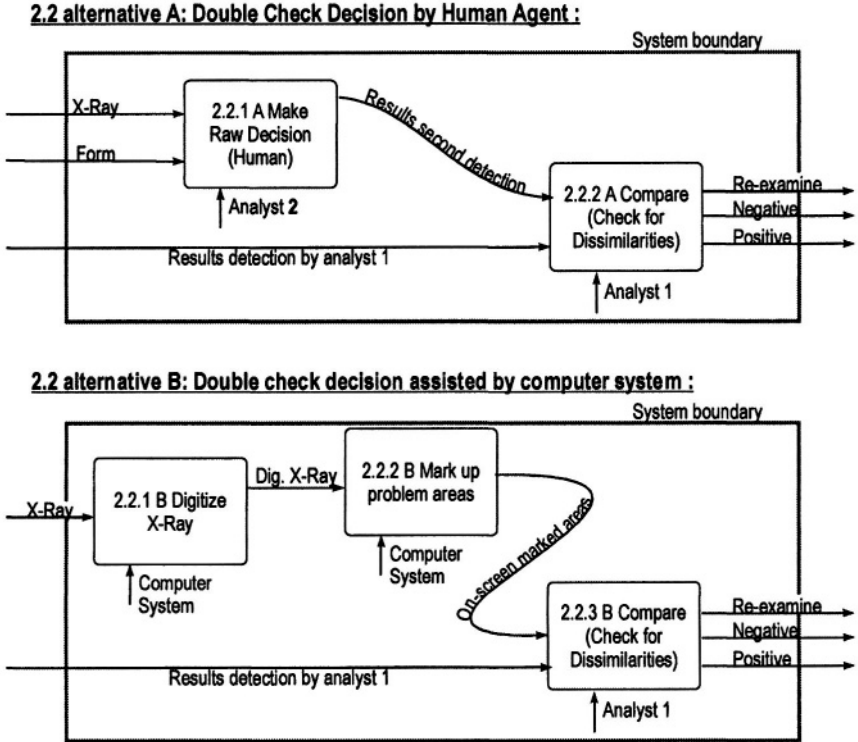 2.2 alternative A: Double Check Decision by Human Agent :
System boundary
X-Ray
Form
2.2.1 A Make
Raw Decision
(Human)
Analyst 2
Results second detection
2.2.2 A Compare
(Check for
Dissimilarities)
Re-examine
Negative
Positive
Results detection by analyst 1
Analyst 1
2.2 alternative B: Double check decision assisted by computer system :
System boundary
X-Ray
2.2.1 B Digitize
X-Ray
Computer
System
Dig. X-Ray
2.2.2 B Mark up
problem areas
Computer
System
On-screen marked areas
2.2.3 B Compare
(Check for
Dissimilarities)
Re-examine
Negative
Positive
Results detection by analyst 1
Analyst 1